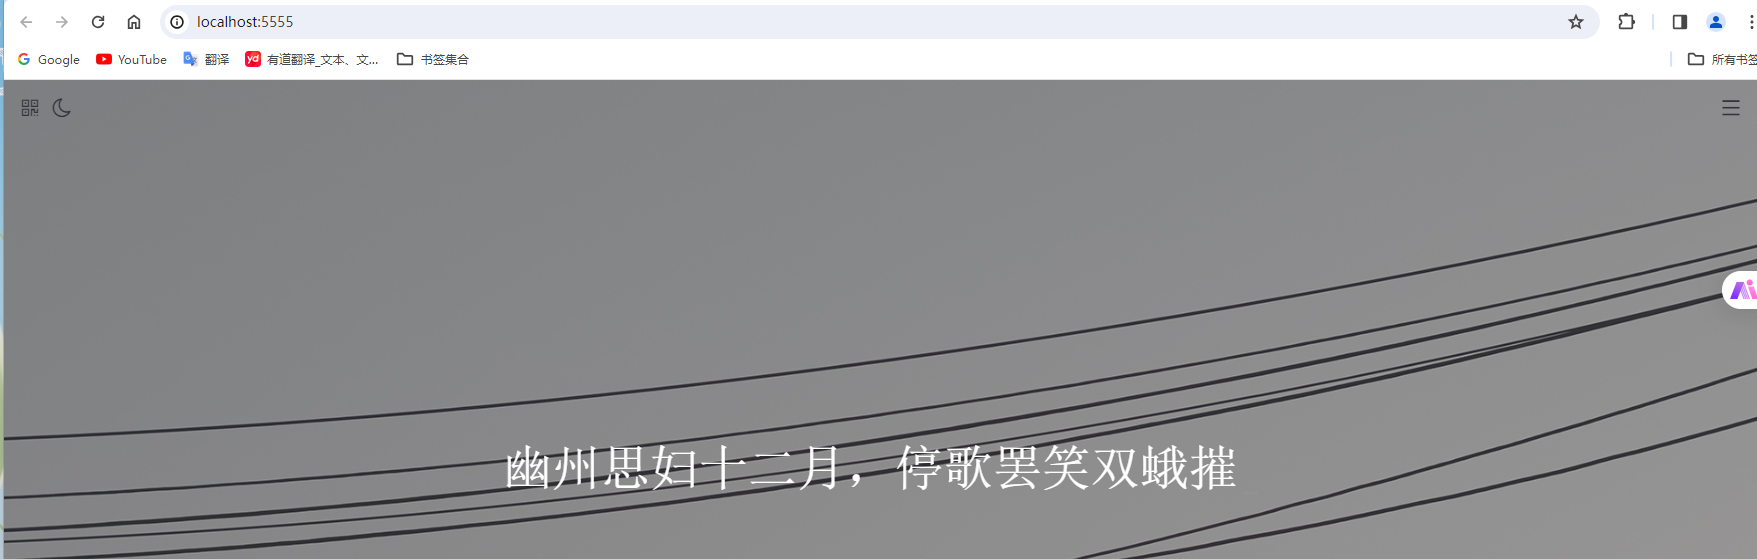 localhost:5555
Google YouTube 翻译 yd 有道翻译_文本、文... 书签集合 所有书签
幽州思妇十二月，停歌罢笑双蛾摧